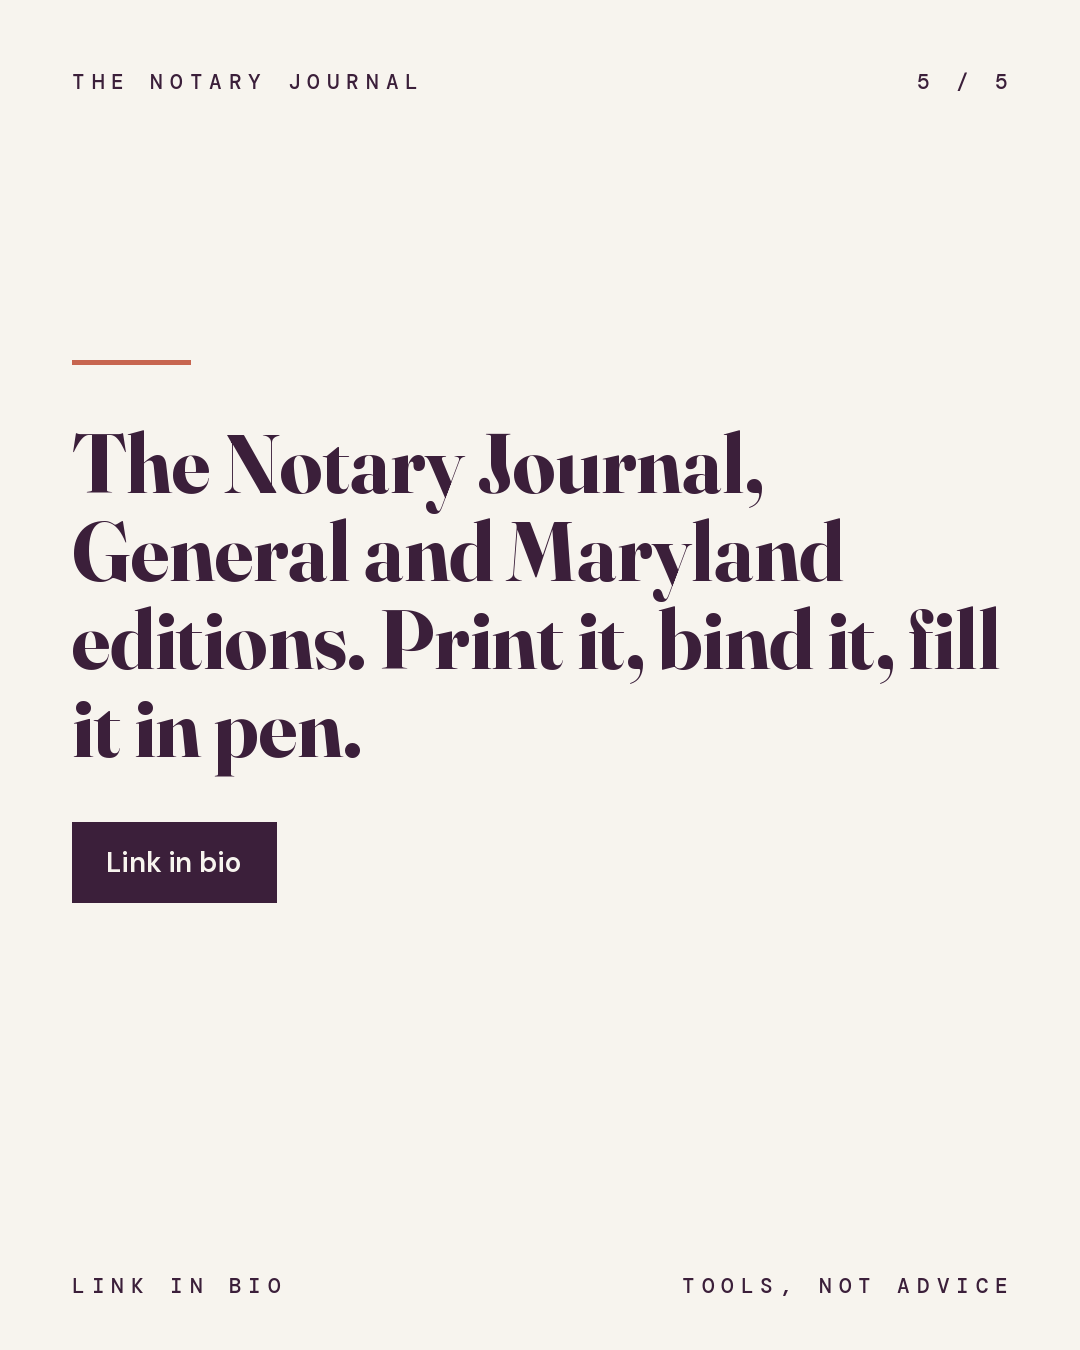 THE NOTARY JOURNAL
5 / 5
The Notary Journal,
General and Maryland
editions. Print it, bind it, fill
it in pen.
Link in bio
LINK IN BIO
TOOLS, NOT ADVICE